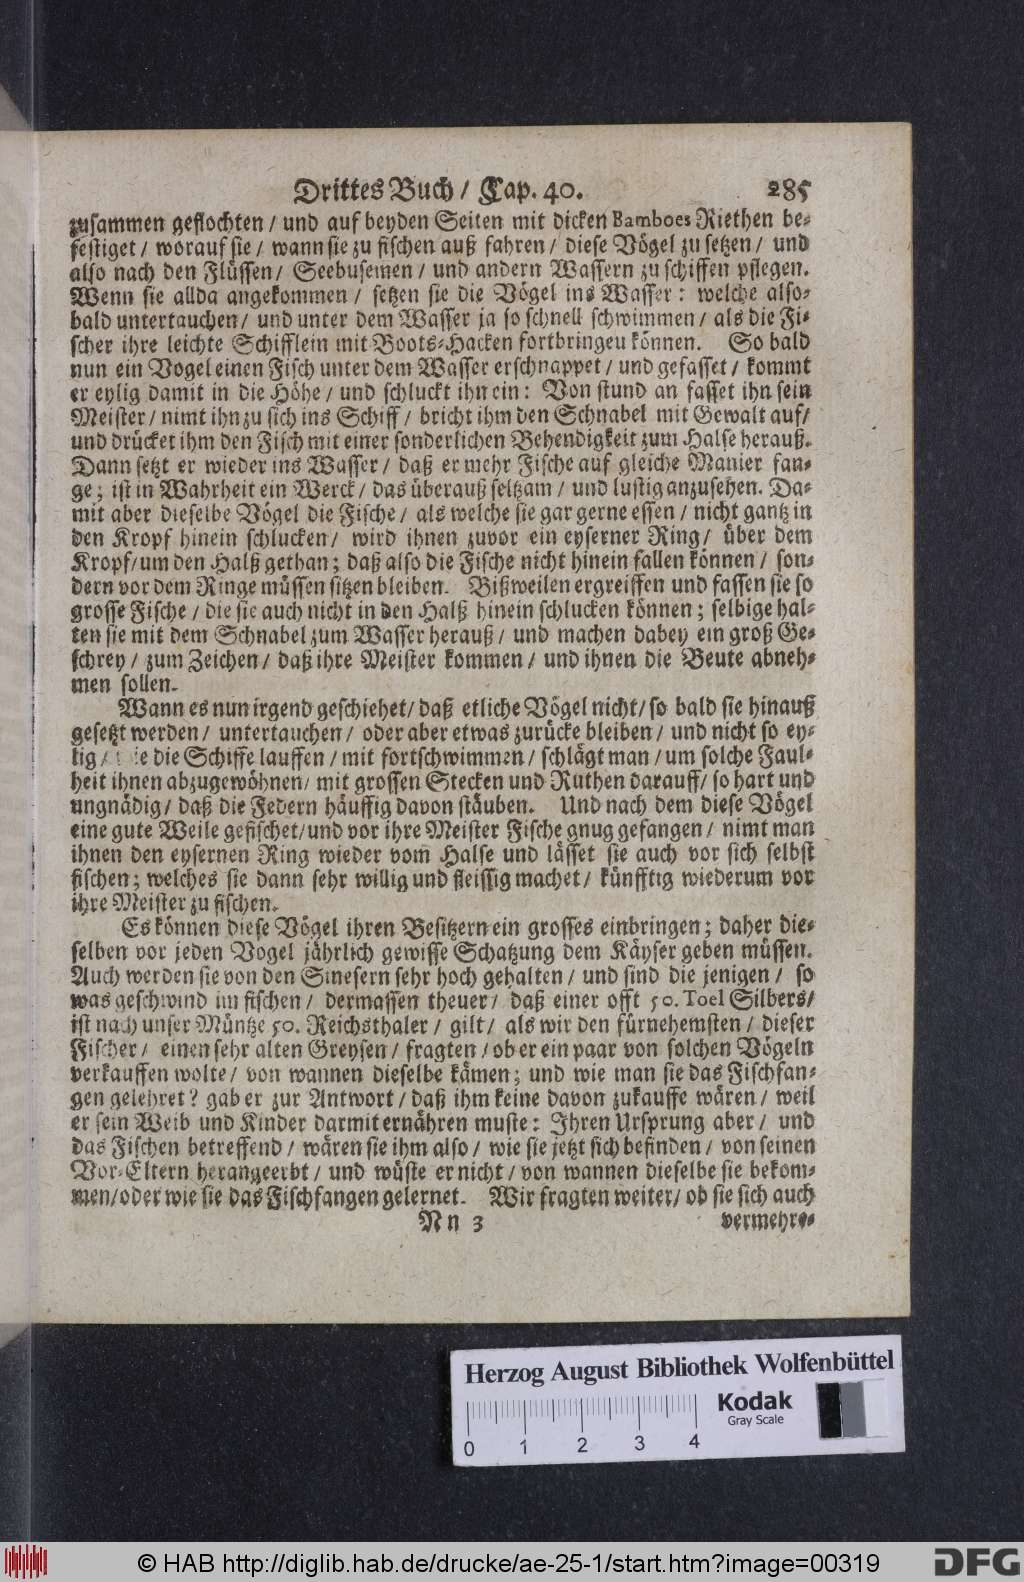 Drittes Buch / Cap. 40. 285
zusammen geflochten / und auf beyden Seiten mit dicken Bamboes Riethen be-
festiget / worauf sie / wann sie zu fischen auß fahren / diese Vögel zu setzen / und
also nach den Flüssen / Seebusemen / und andern Wassern zu schiffen pflegen.
Wenn sie allda angekommen / setzen sie die Vögel ins Wasser: welche also-
bald untertauchen / und unter dem Wasser ja so schnell schwimmen / als die Fi-
scher ihre leichte Schifflein mit Boots-Hacken fortbringeu können. So bald
nun ein Vogel einen Fisch unter dem Wasser erschnappet / und gefasset / kommt
er eylig damit in die Höhe / und schluckt ihn ein: Von stund an fasset ihn sein
Meister / nimt ihn zu sich ins Schiff / bricht ihm den Schnabel mit Gewalt auf /
und drücket ihm den Fisch mit einer sonderlichen Behendigkeit zum Halse herauß.
Dann setzt er wieder ins Wasser / daß er mehr Fische auf gleiche Manier fan-
ge; ist in Wahrheit ein Werck / das überauß seltzam / und lustig anzusehen. Da-
mit aber dieselbe Vögel die Fische / als welche sie gar gerne essen / nicht gantz in
den Kropf hinein schlucken / wird ihnen zuvor ein eyserner Ring / über dem
Kropf / um den Halß gethan; daß also die Fische nicht hinein fallen können / son-
dern vor dem Ringe müssen sitzen bleiben. Bißweilen ergreiffen und fassen sie so
grosse Fische / die sie auch nicht in den Halß hinein schlucken können; selbige hal-
ten sie mit dem Schnabel zum Wasser herauß / und machen dabey ein groß Ge-
schrey / zum Zeichen / daß ihre Meister kommen / und ihnen die Beute abneh-
men sollen.
Wann es nun irgend geschiehet / daß etliche Vögel nicht / so bald sie hinauß
gesetzt werden / untertauchen / oder aber etwas zurücke bleiben / und nicht so ey-
lig / die Schiffe lauffen / mit fortschwimmen / schlägt man / um solche Faul-
heit ihnen abzugewöhnen / mit grossen Stecken und Ruthen darauff / so hart und
ungnädig / daß die Federn häuffig davon stäuben. Und nach dem diese Vögel
eine gute Weile gefischet / und vor ihre Meister Fische gnug gefangen / nimt man
ihnen den eysernen Ring wieder vom Halse und lässet sie auch vor sich selbst
fischen; welches sie dann sehr willig und fleissig machet / künfftig wiederum vor
ihre Meister zu fischen.
Es können diese Vögel ihren Besitzern ein grosses einbringen; daher die-
selben vor jeden Vogel jährlich gewisse Schatzung dem Käyser geben müssen.
Auch werden sie von den Sinesern sehr hoch gehalten / und sind die jenigen / so
was geschwind im fischen / dermassen theuer / daß einer offt 50. Toel Silbers /
ist nach unser Müntze 50. Reichsthaler / gilt / als wir den fürnehemsten / dieser
Fischer / einen sehr alten Greysen / fragten / ob er ein paar von solchen Vögeln
verkauffen wolte / von wannen dieselbe kämen; und wie man sie das Fischfan-
gen gelehret? gab er zur Antwort / daß ihm keine davon zukauffe wären / weil
er sein Weib und Kinder darmit ernähren muste: Ihren Ursprung aber / und
das Fischen betreffend / wären sie ihm also / wie sie jetzt sich befinden / von seinen
Vor-Eltern herangeerbt / und wüste er nicht / von wannen dieselbe sie bekom-
men / oder wie sie das Fischfangen gelernet. Wir fragten weiter / ob sie sich auch
Nn 3 vermehre-
Herzog August Bibliothek Wolfenbüttel
Kodak
Gray Scale
0 1 2 3 4
© HAB http://diglib.hab.de/drucke/ae-25-1/start.htm?image=00319
DFG